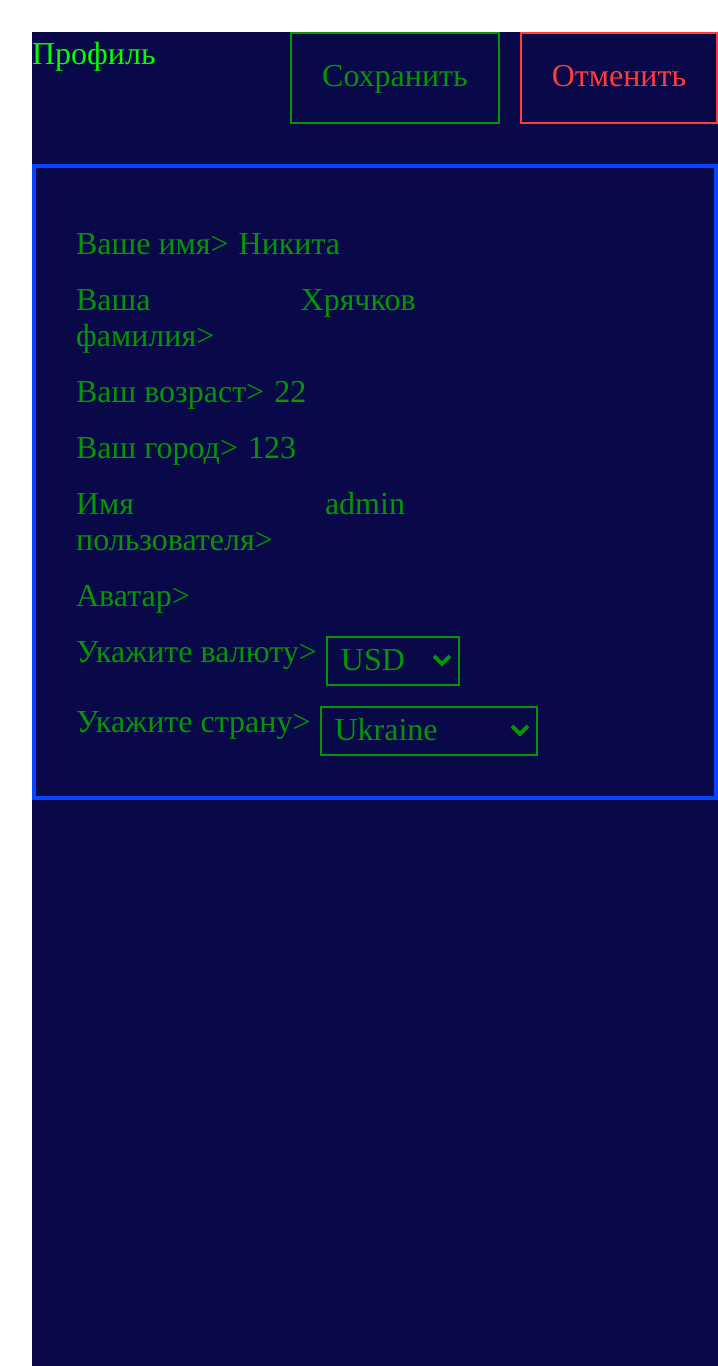 Профиль
Сохранить
Отменить
Ваше имя> Никита
Ваша Хрячков
фамилия>
Ваш возраст> 22
Ваш город> 123
Имя admin
пользователя>
Аватар>
Укажите валюту> USD
Укажите страну> Ukraine